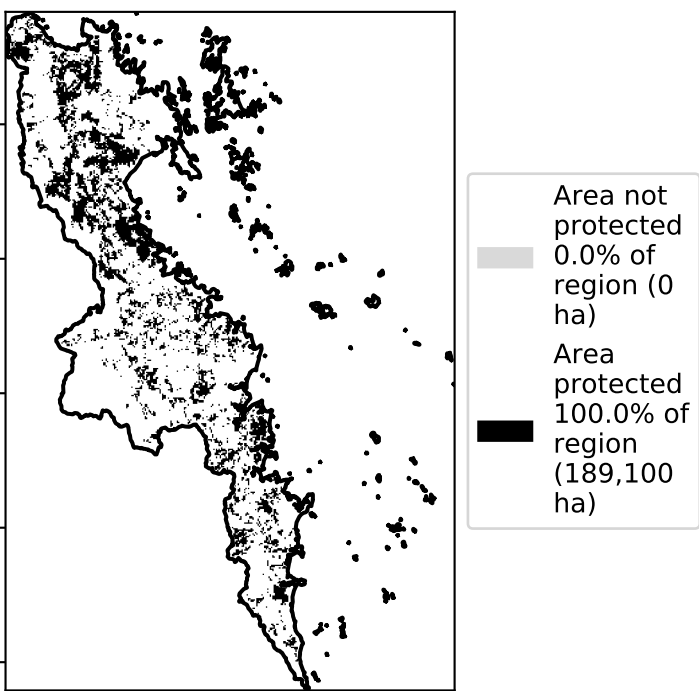 Area not
protected
0.0% of
region (0
ha)
Area
protected
100.0% of
region
(189,100
ha)